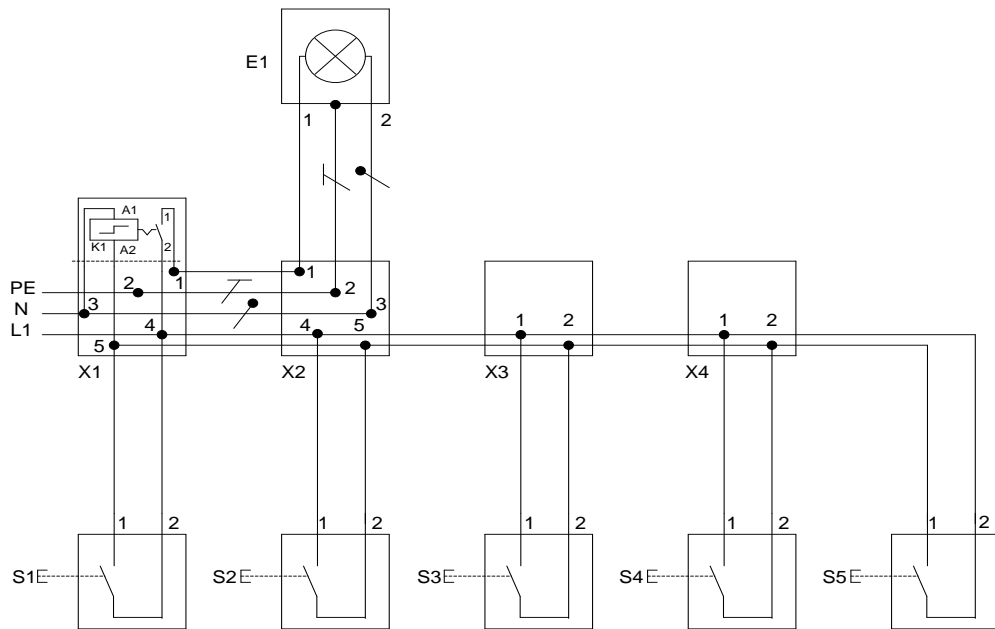 E1
1 2
A1 1
K1 A2 2
1 1
PE 2 2
N 3 3
L1 4 4 5 1 2 1 2
5
X1 X2 X3 X4
1 2 1 2 1 2 1 2 1 2
S1 S2 S3 S4 S5